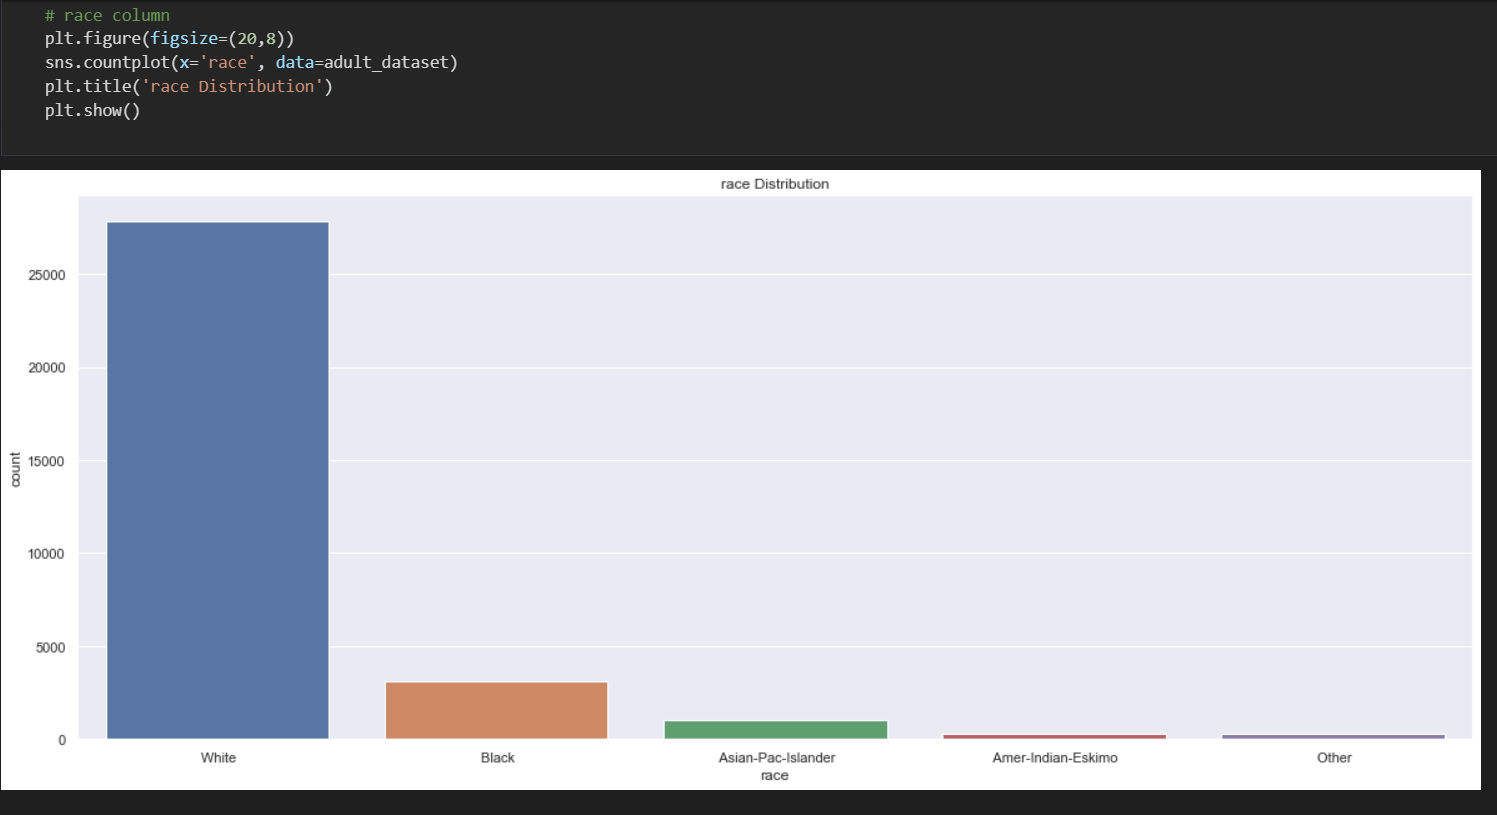 # race column
plt.figure(figsize=(20,8))
sns.countplot(x='race', data=adult_dataset)
plt.title('race Distribution')
plt.show()
race Distribution
25000
20000
15000
10000
5000
0
count
White Black Asian-Pac-Islander Amer-Indian-Eskimo Other
race